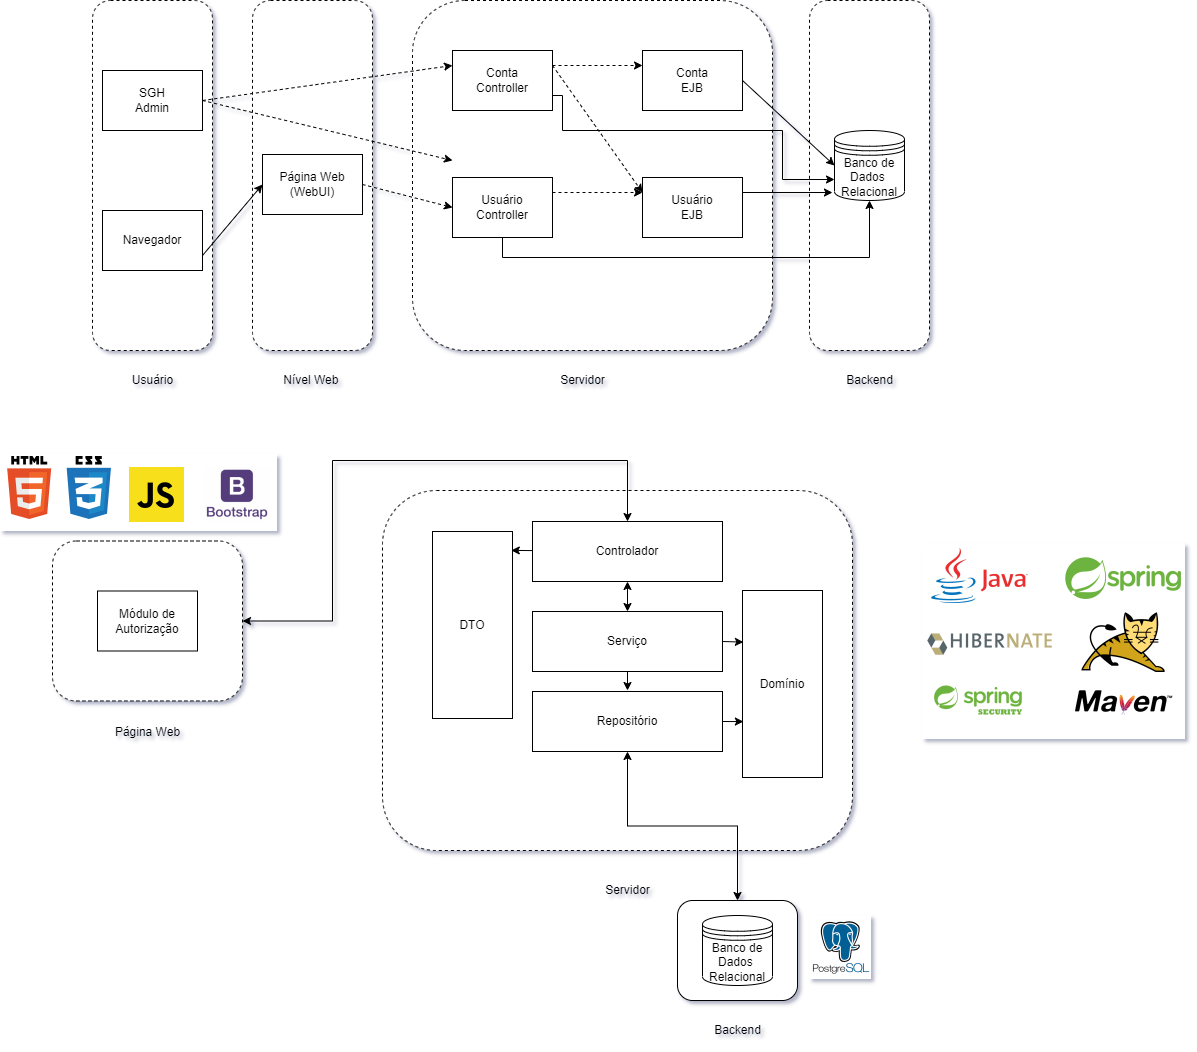 SGH
Admin
Conta
Controller
Conta
EJB
Banco de
Dados
Relacional
Página Web
(WebUI)
Usuário
Controller
Usuário
EJB
Navegador
Usuário
Nível Web
Servidor
Backend
HTML
5
CSS
3
JS
B
Bootstrap
Controlador
DTO
Serviço
Domínio
Repositório
Módulo de
Autorização
Página Web
Java
spring
HIBERNATE
spring
SECURITY
Maven™
Servidor
Banco de
Dados
Relacional
PostgreSQL
Backend